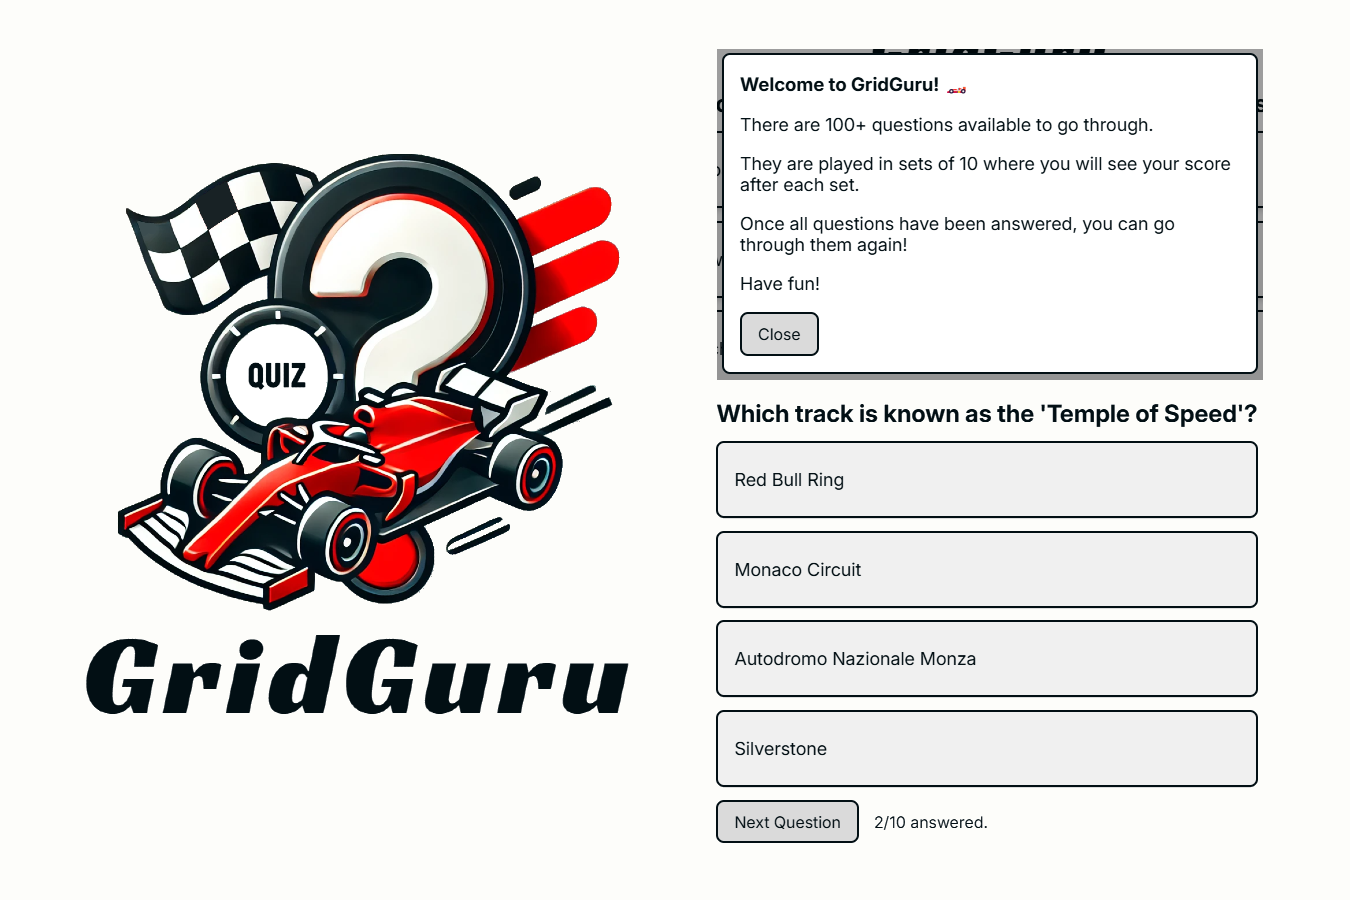 QUIZ
GridGuru
Welcome to GridGuru! 🏎️
There are 100+ questions available to go through.
They are played in sets of 10 where you will see your score
after each set.
Once all questions have been answered, you can go
through them again!
Have fun!
Close
Which track is known as the 'Temple of Speed'?
Red Bull Ring
Monaco Circuit
Autodromo Nazionale Monza
Silverstone
Next Question
2/10 answered.